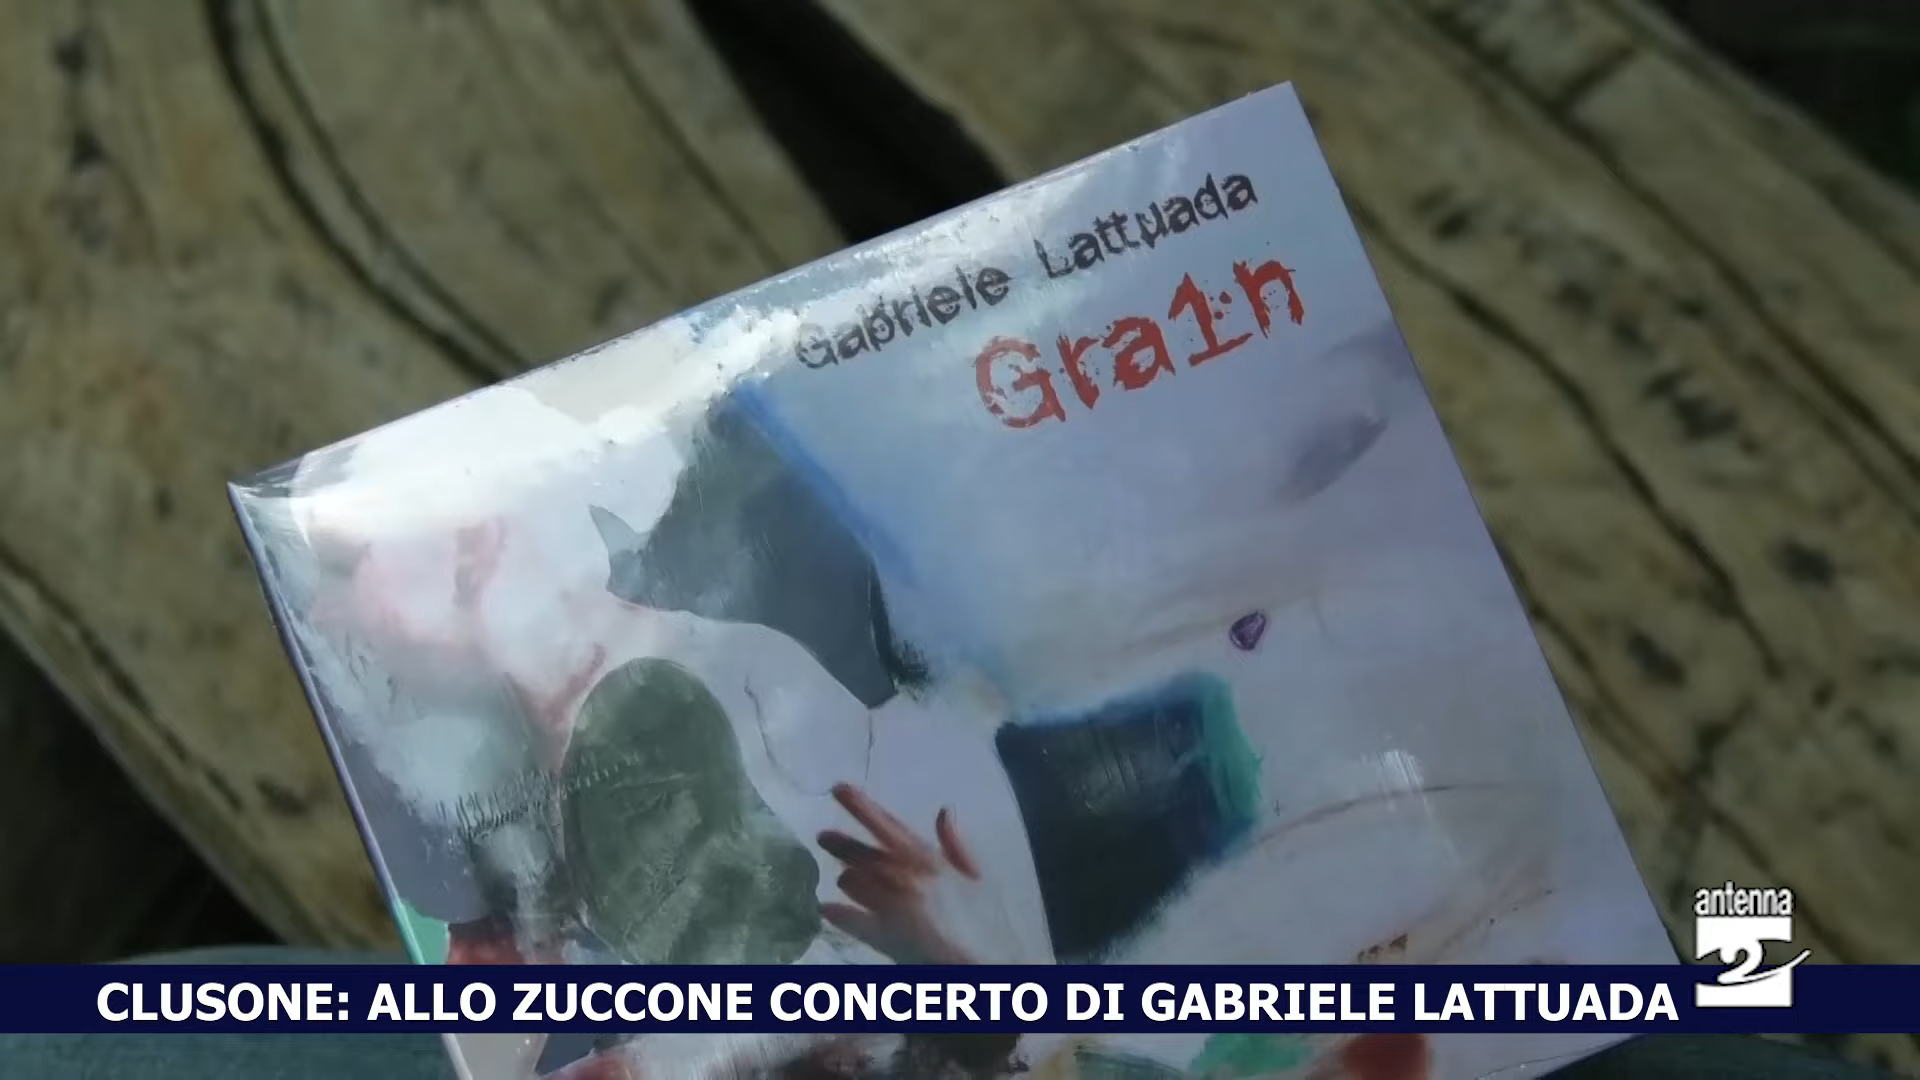 Gabriele Lattuada
Gra1n
antenna
2
CLUSONE: ALLO ZUCCONE CONCERTO DI GABRIELE LATTUADA